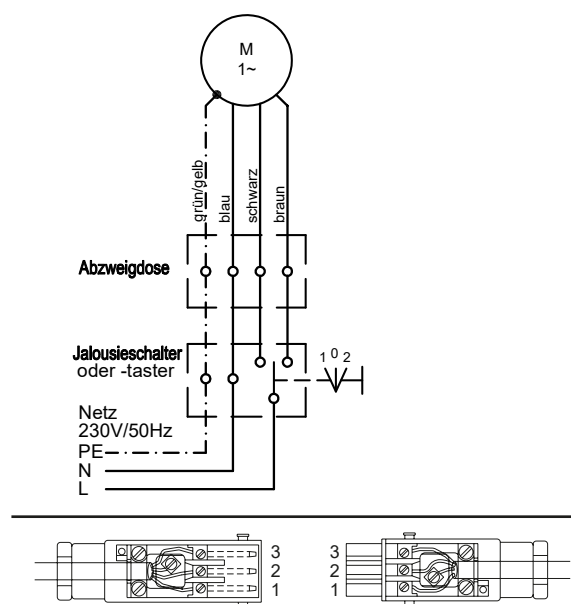 M
1~
grün/gelb
blau
schwarz
braun
Abzweigdose
Jalousieschalter
oder -taster
1 0 2
Netz
230V/50Hz
PE
N
L
3
2
1
3
2
1